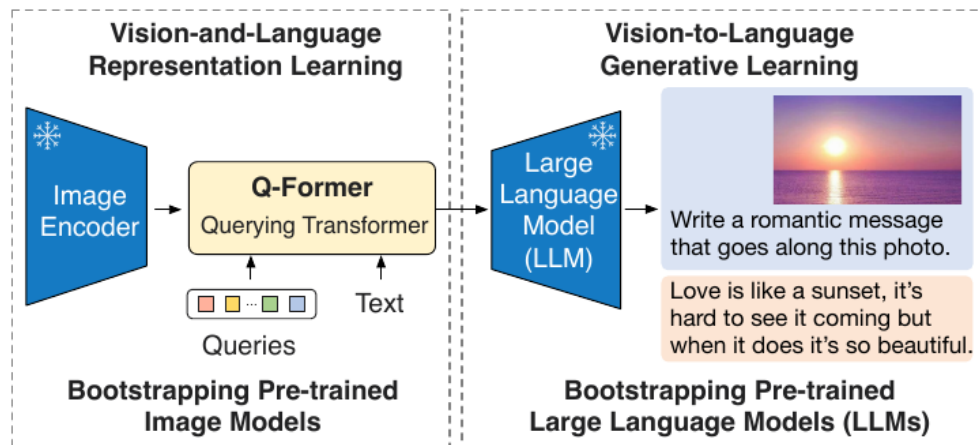 Vision-and-Language
Representation Learning
Image
Encoder
Q-Former
Querying Transformer
...
Queries
Text
Bootstrapping Pre-trained
Image Models
Vision-to-Language
Generative Learning
Large
Language
Model
(LLM)
Write a romantic message
that goes along this photo.
Love is like a sunset, it's
hard to see it coming but
when it does it's so beautiful.
Bootstrapping Pre-trained
Large Language Models (LLMs)